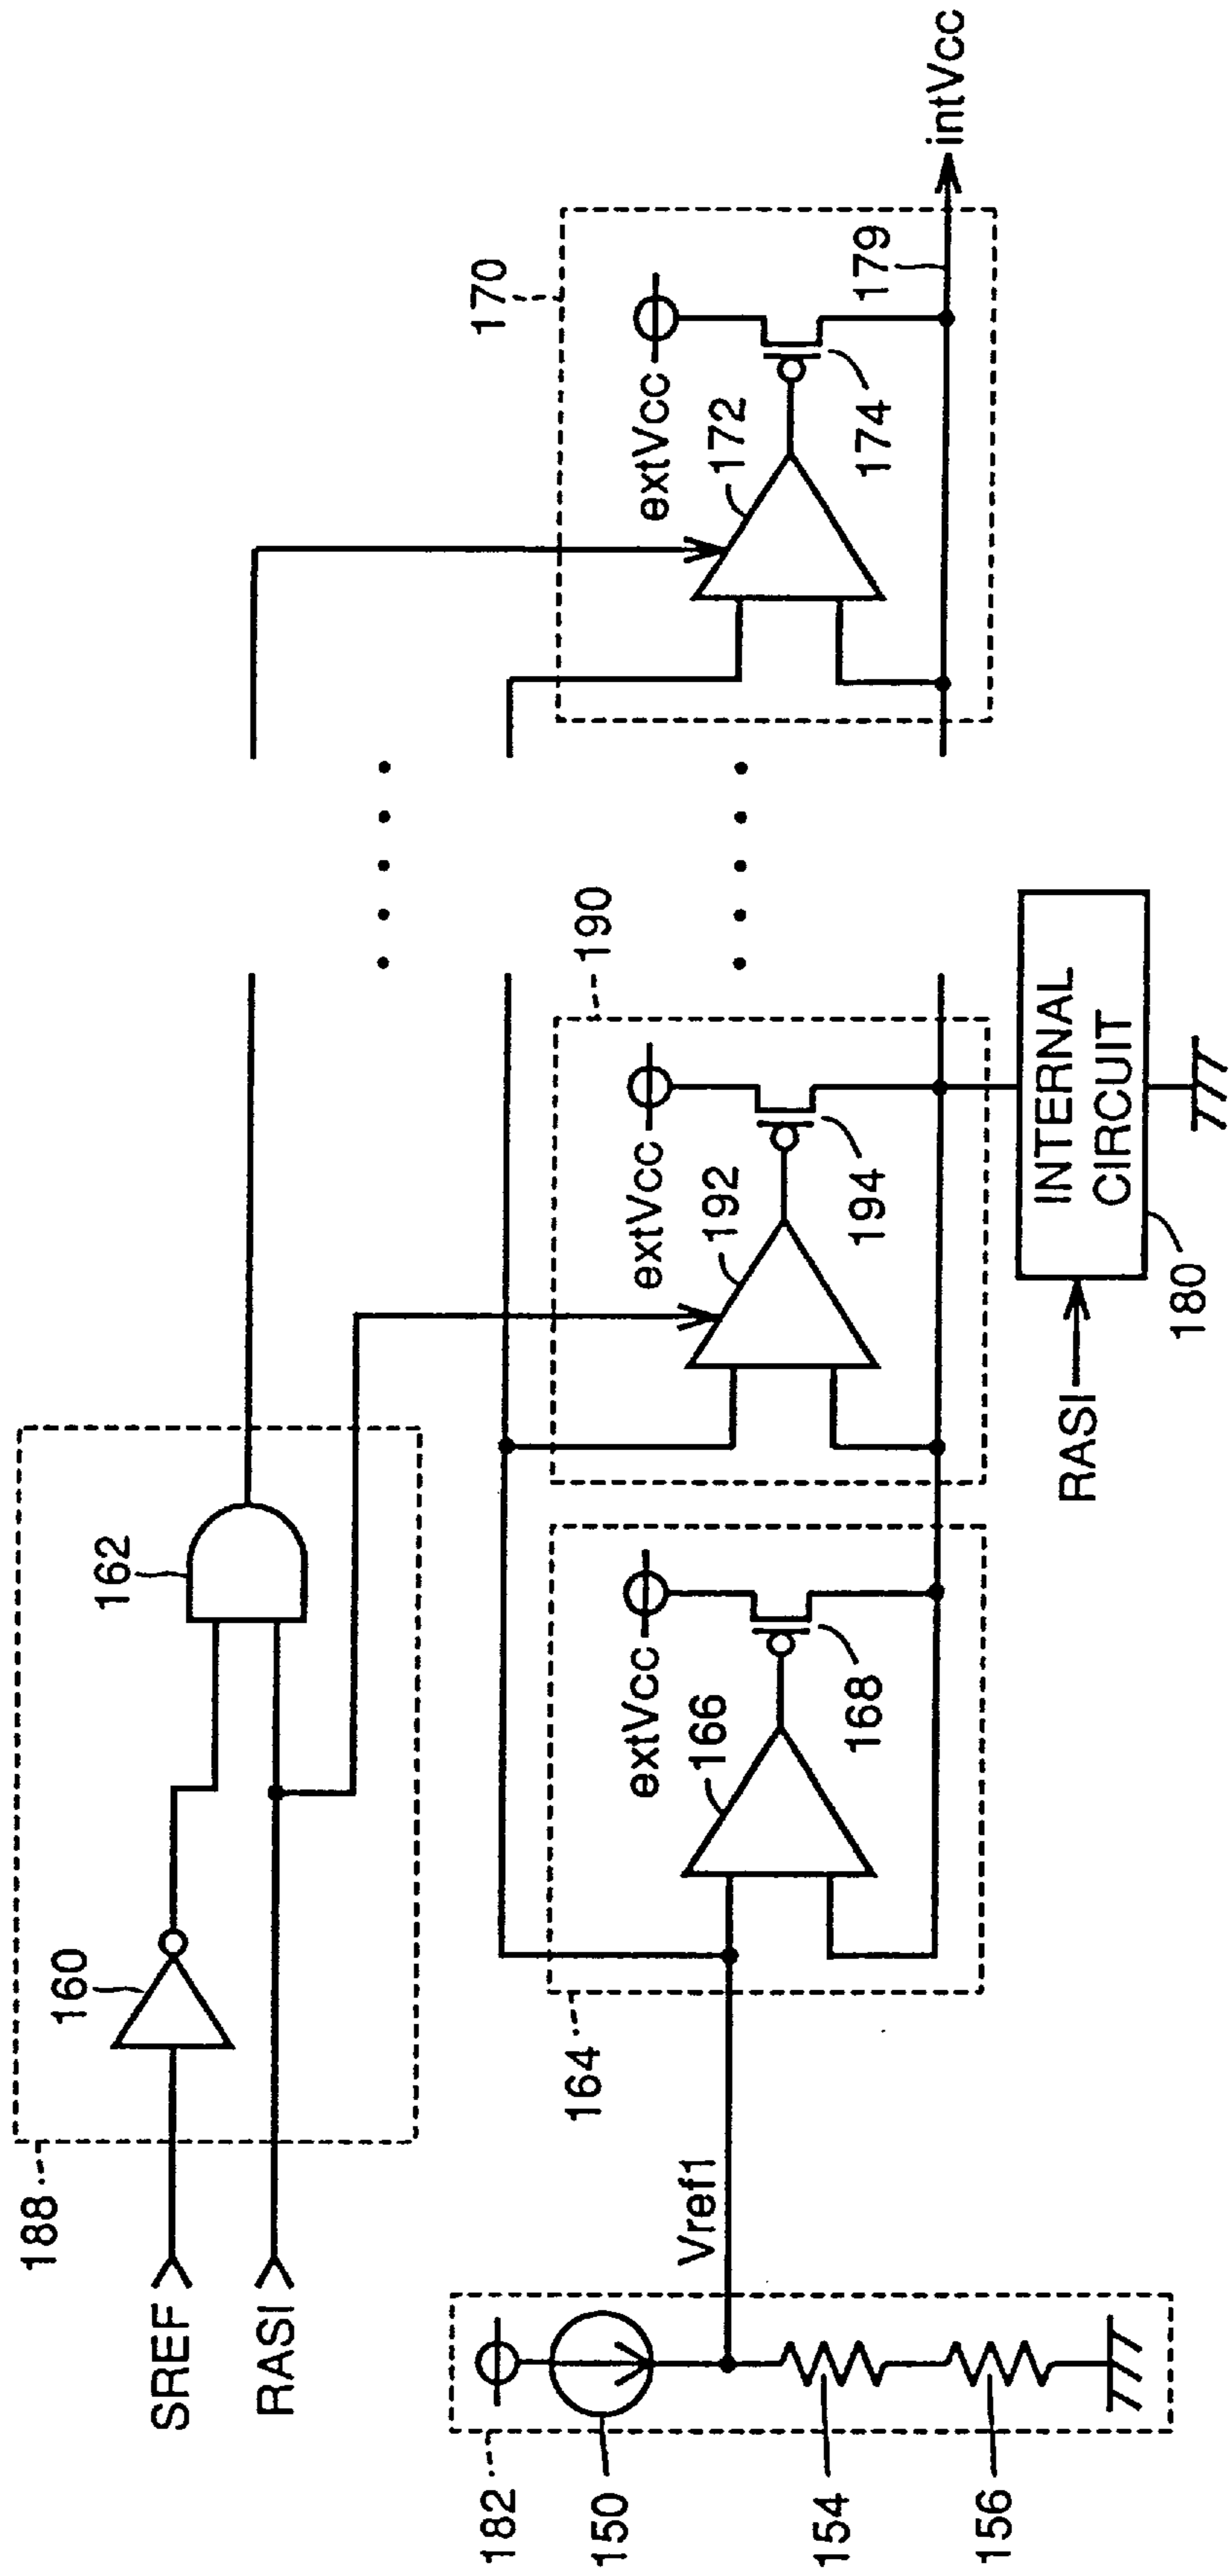 188
SREF
RASI
160
162
182
150
154
156
Vref1
164
166
extVcc
168
190
192
extVcc
194
RASI
180
INTERNAL
CIRCUIT
170
172
extVcc
174
179
intVcc